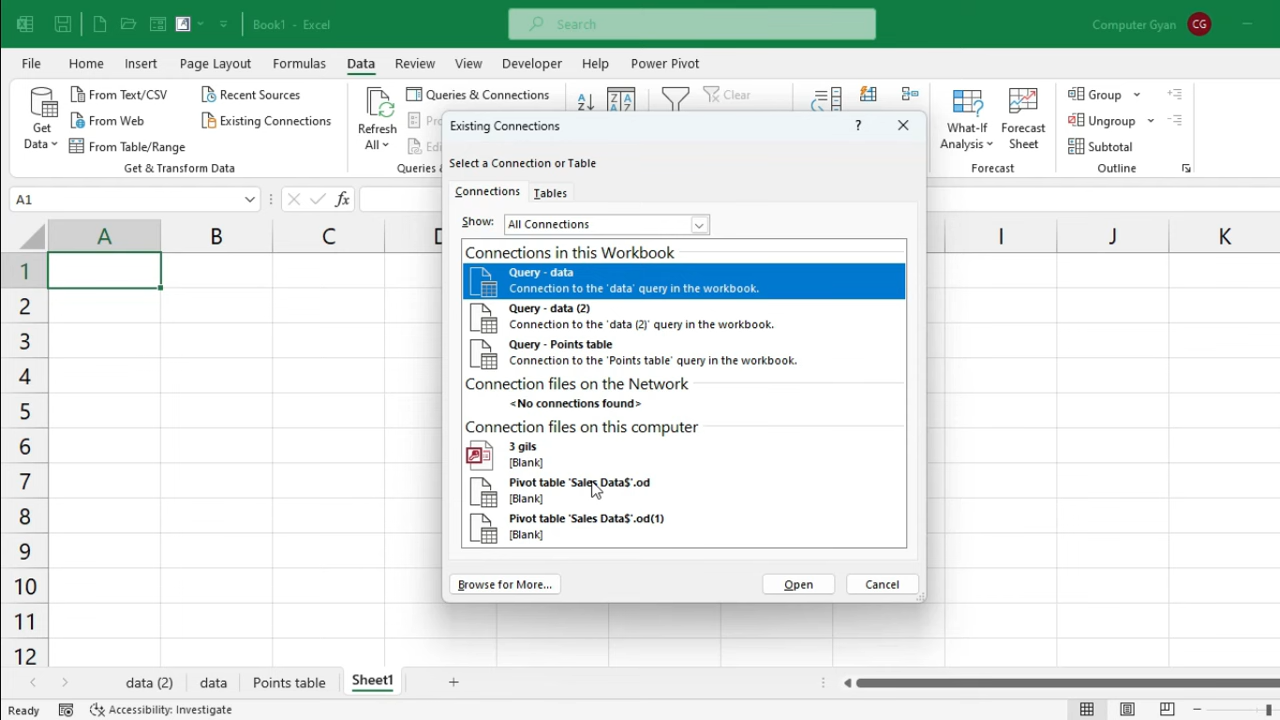 Book1 - Excel
Search
Computer Gyan
CG
File Home Insert Page Layout Formulas Data Review View Developer Help Power Pivot
Get Data
From Text/CSV
From Web
From Table/Range
Recent Sources
Existing Connections
Get & Transform Data
Refresh All
Queries & Connections
Queries &
Clear
What-If Analysis
Forecast Sheet
Forecast
Group
Ungroup
Subtotal
Outline
A1
fx
A B C D I J K
1
2
3
4
5
6
7
8
9
10
11
12
Existing Connections
?
Select a Connection or Table
Connections Tables
Show: All Connections
Connections in this Workbook
Query - data
Connection to the 'data' query in the workbook.
Query - data (2)
Connection to the 'data (2)' query in the workbook.
Query - Points table
Connection to the 'Points table' query in the workbook.
Connection files on the Network
<No connections found>
Connection files on this computer
3 gils
[Blank]
Pivot table 'Sales Data$'.od
[Blank]
Pivot table 'Sales Data$'.od(1)
[Blank]
Browse for More... Open Cancel
data (2) data Points table Sheet1
Ready Accessibility: Investigate